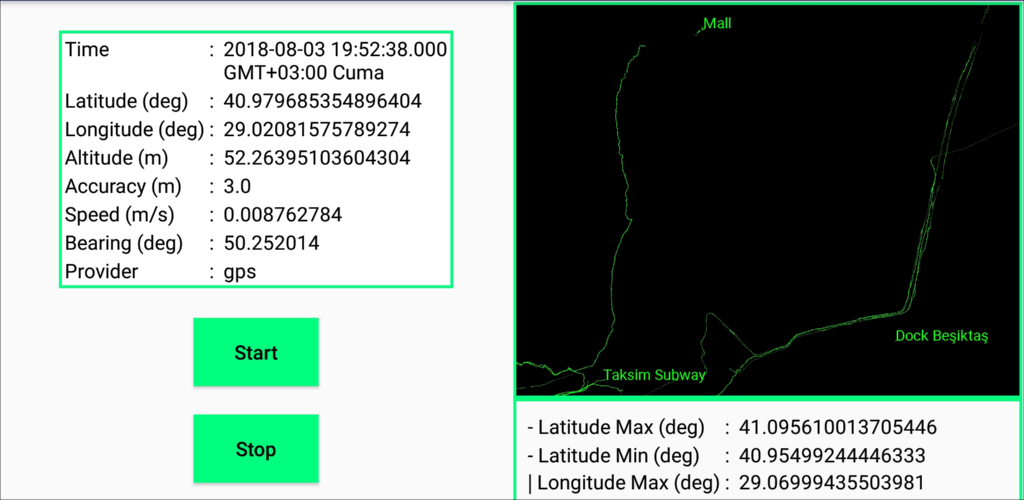 Time : 2018-08-03 19:52:38.000
GMT+03:00 Cuma
Latitude (deg) : 40.979685354896404
Longitude (deg) : 29.02081575789274
Altitude (m) : 52.26395103604304
Accuracy (m) : 3.0
Speed (m/s) : 0.008762784
Bearing (deg) : 50.252014
Provider : gps
Start
Stop
Mall
Dock Beşiktaş
Taksim Subway
- Latitude Max (deg) : 41.095610013705446
- Latitude Min (deg) : 40.95499244446333
| Longitude Max (deg) : 29.06999435503981